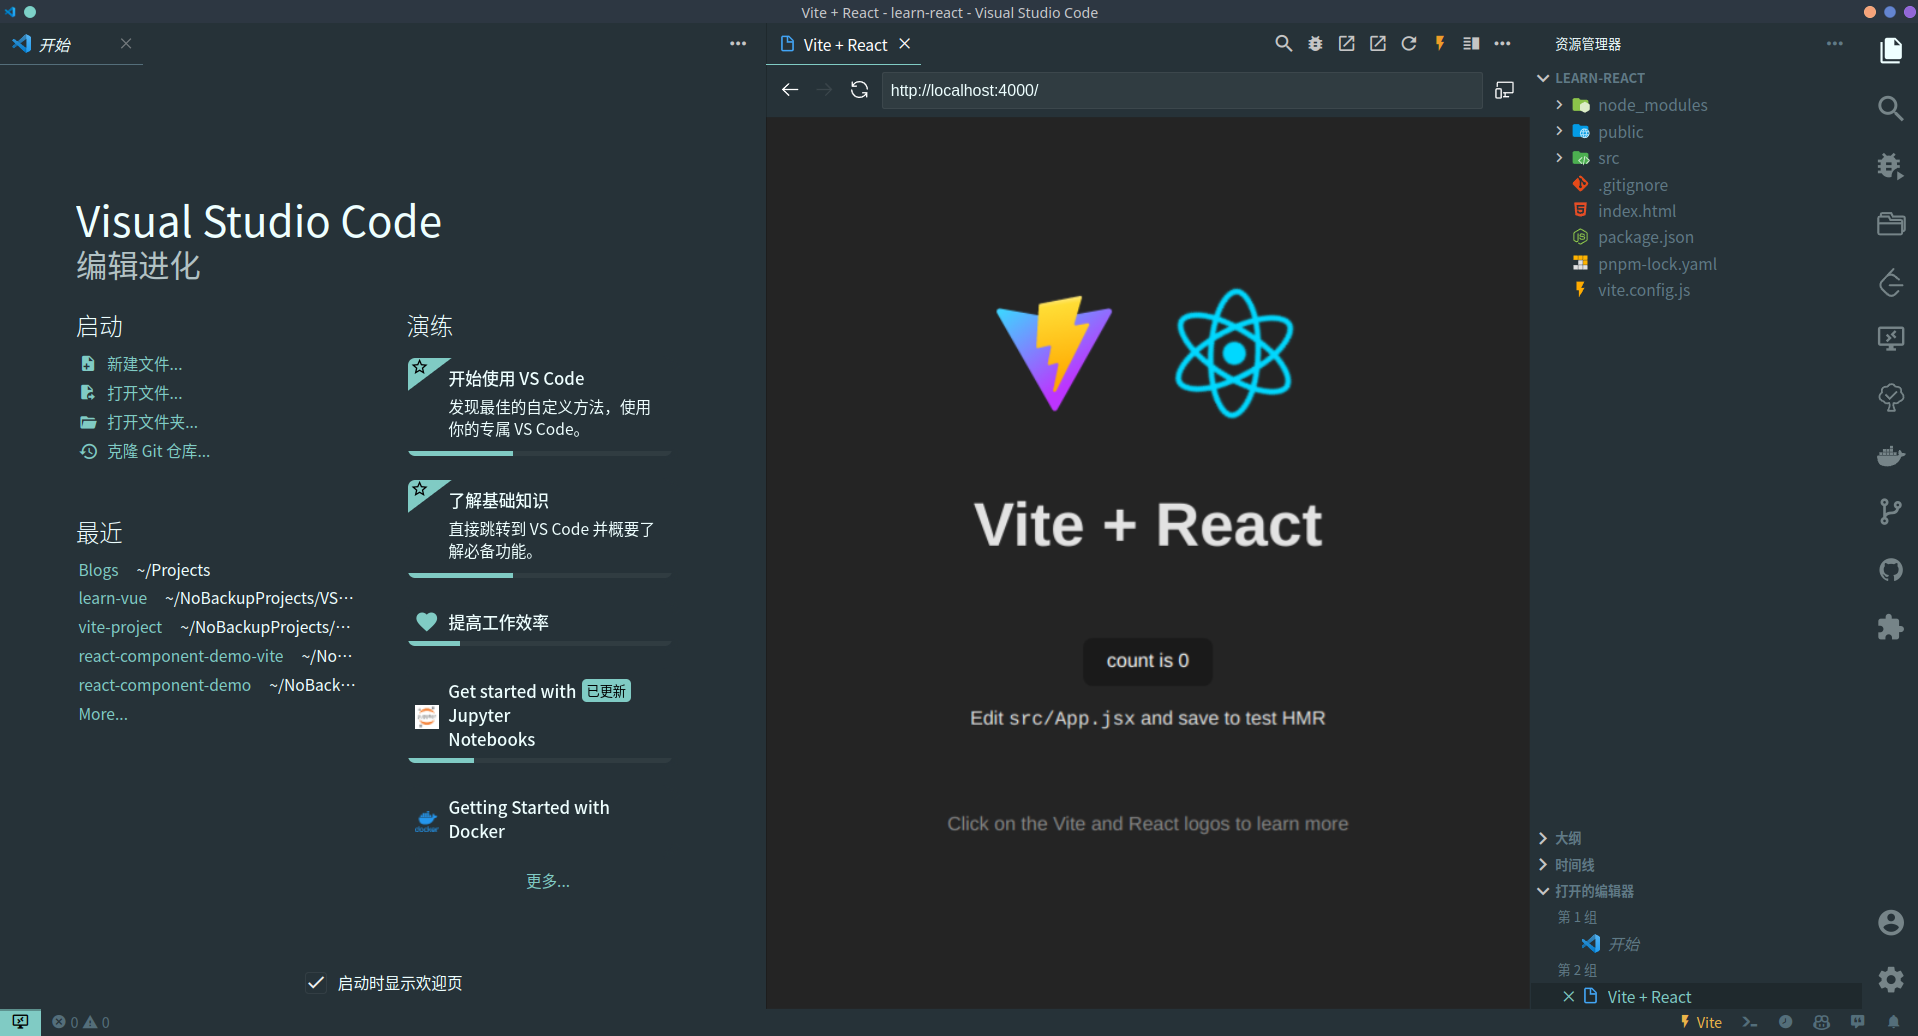 Vite + React - learn-react - Visual Studio Code
开始
Vite + React
http://localhost:4000/
Visual Studio Code
编辑进化
启动
新建文件...
打开文件...
打开文件夹...
克隆 Git 仓库...
最近
Blogs ~/Projects
learn-vue ~/NoBackupProjects/VS···
vite-project ~/NoBackupProjects/···
react-component-demo-vite ~/No···
react-component-demo ~/NoBack···
More...
演练
开始使用 VS Code
发现最佳的自定义方法，使用
你的专属 VS Code。
了解基础知识
直接跳转到 VS Code 并概要了
解必备功能。
提高工作效率
Get started with 已更新
Jupyter
Notebooks
docker
Getting Started with
Docker
更多...
启动时显示欢迎页
Vite + React
count is 0
Edit src/App.jsx and save to test HMR
Click on the Vite and React logos to learn more
资源管理器
LEARN-REACT
node_modules
public
src
.gitignore
index.html
package.json
pnpm-lock.yaml
vite.config.js
大纲
时间线
打开的编辑器
第 1 组
开始
第 2 组
Vite + React
0 0
Vite